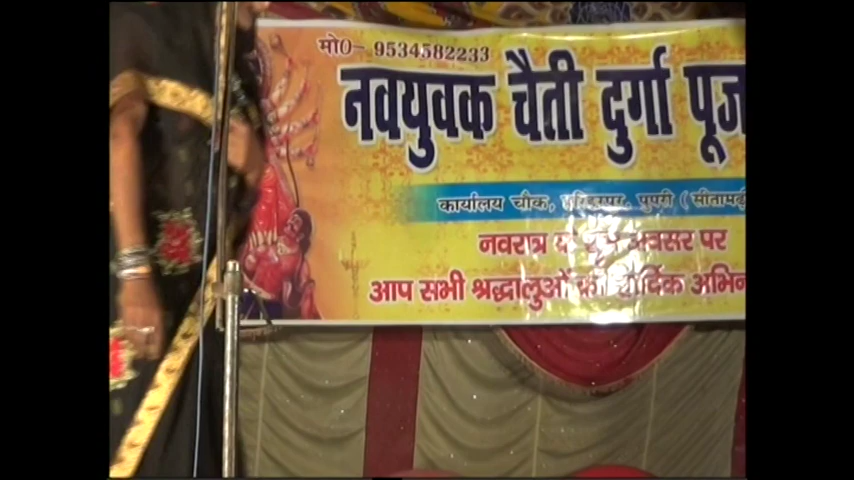 मो0- 9534582233
नवयुवक चैती दुर्गा
कार्यालय चौक, पुपरी
नवरात्र अवसर पर
आप सभी श्रद्धालुओं हार्दिक